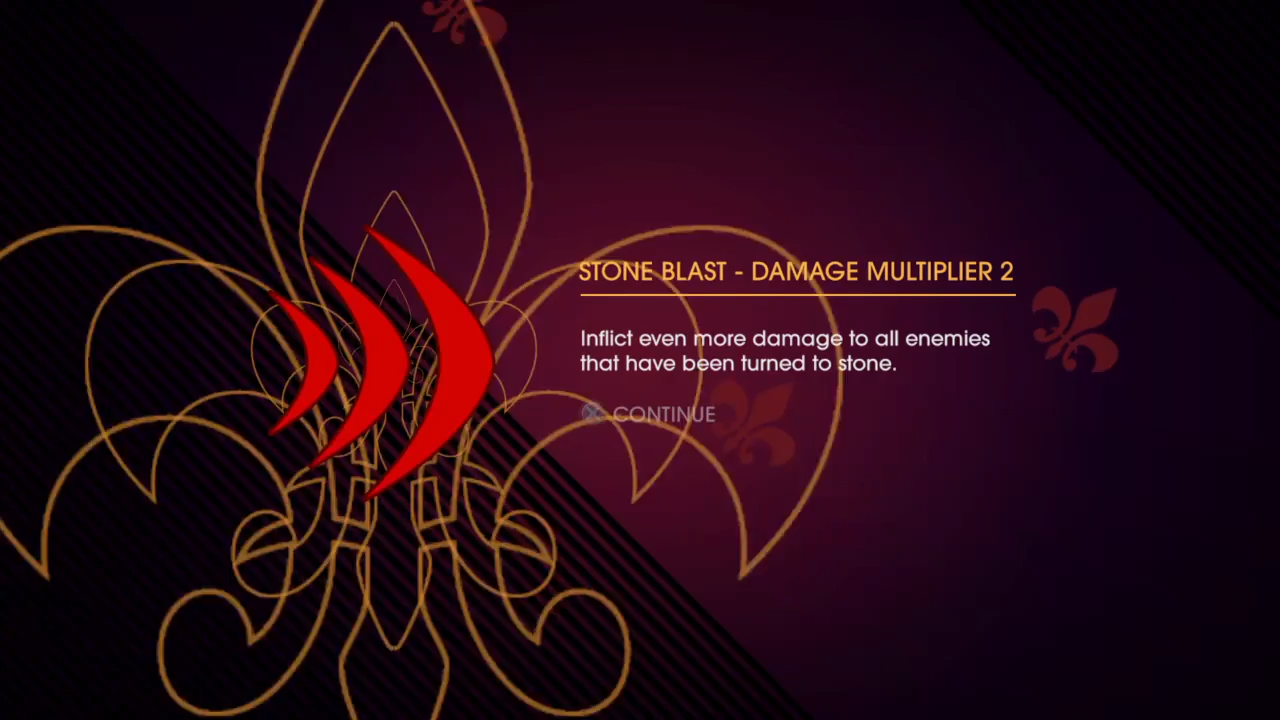 STONE BLAST - DAMAGE MULTIPLIER 2
Inflict even more damage to all enemies
that have been turned to stone.
CONTINUE